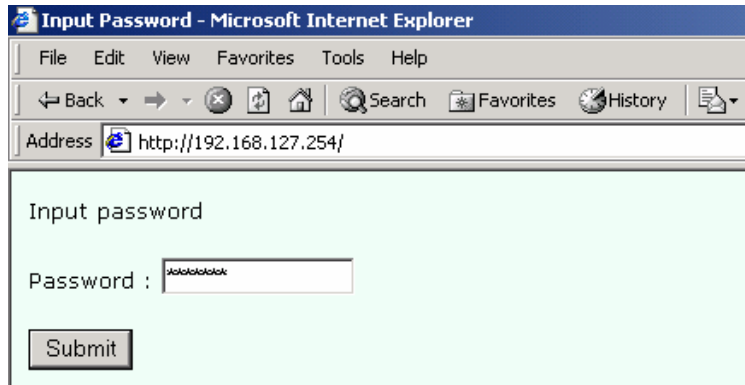 Input Password - Microsoft Internet Explorer
File Edit View Favorites Tools Help
Back Search Favorites History
Address http://192.168.127.254/
Input password
Password : ********
Submit